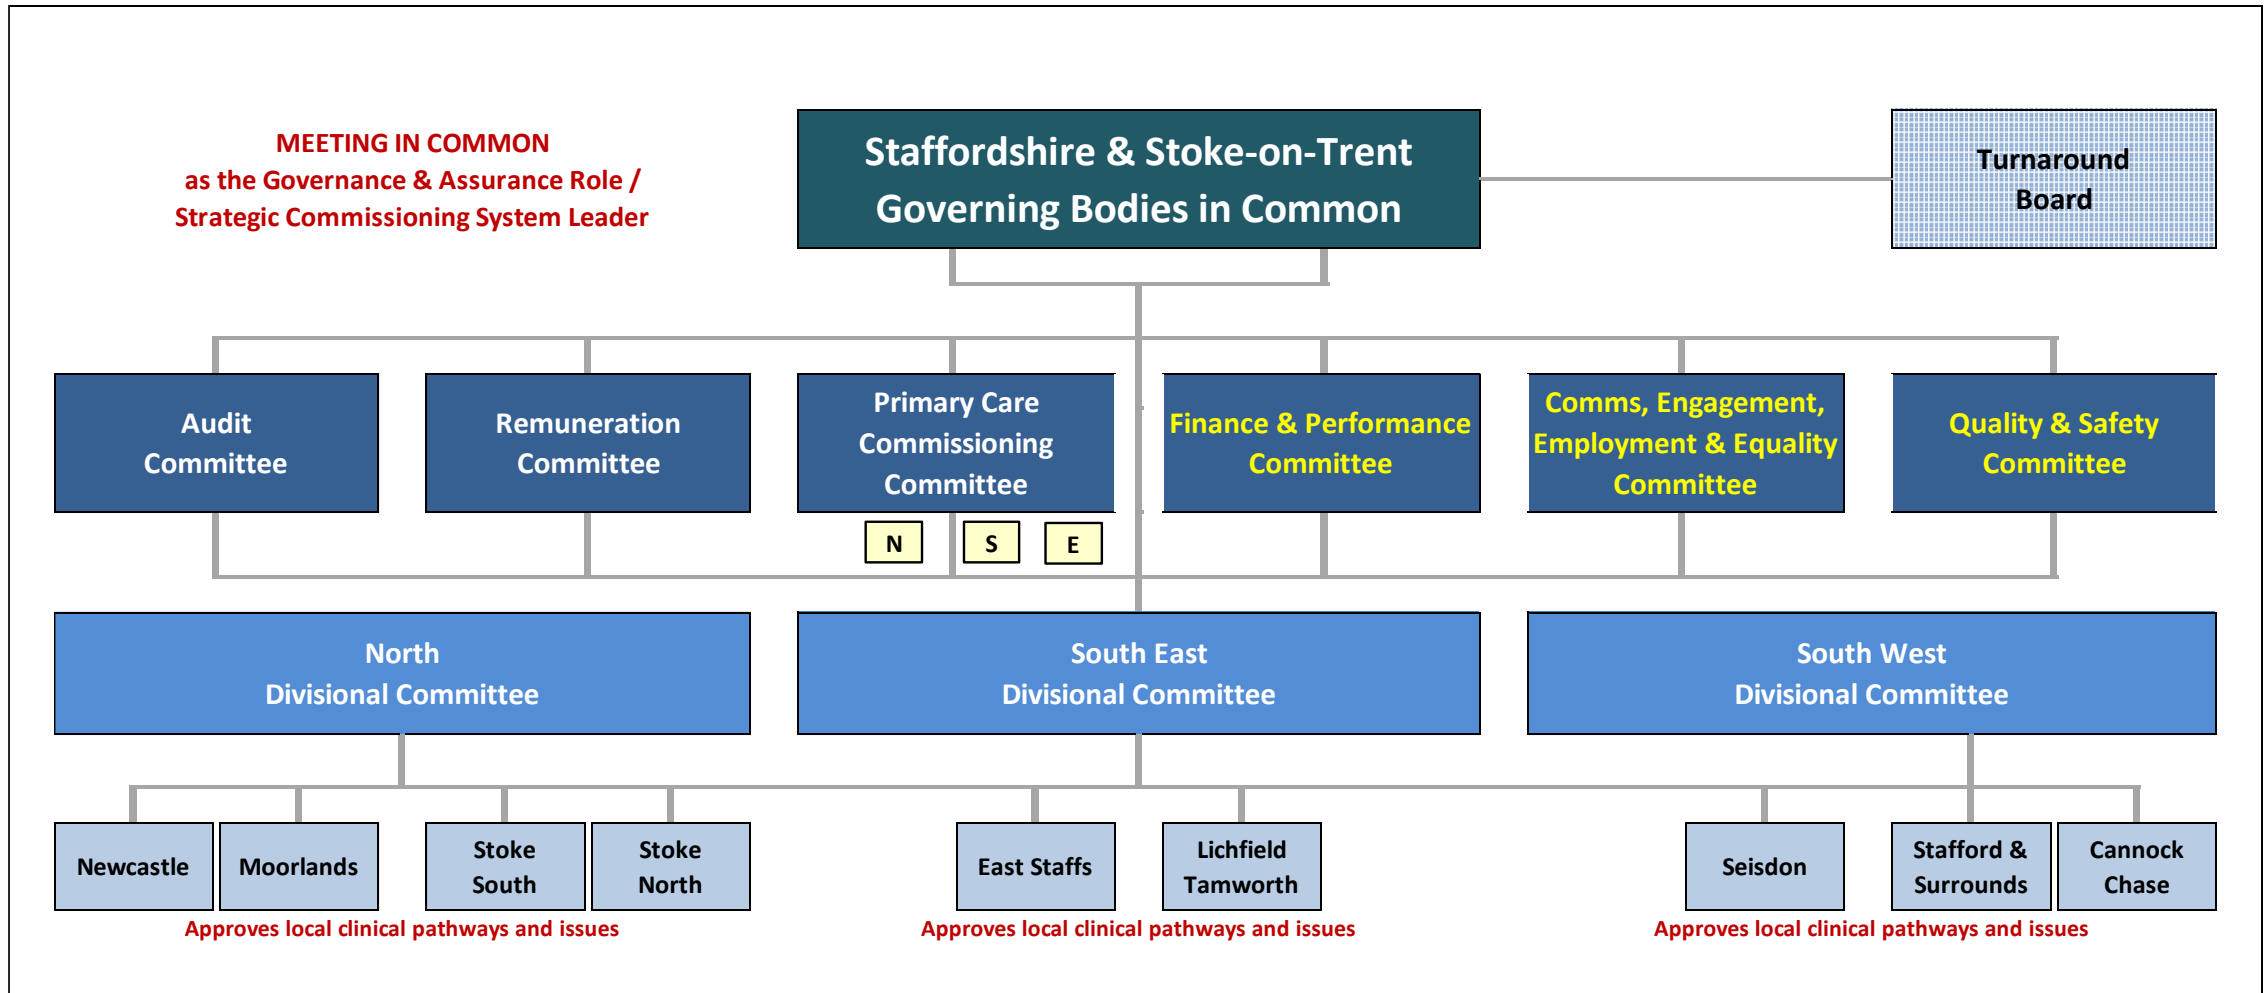 MEETING IN COMMON
as the Governance & Assurance Role /
Strategic Commissioning System Leader
Staffordshire & Stoke-on-Trent
Governing Bodies in Common
Turnaround
Board
Audit
Committee
Remuneration
Committee
Primary Care
Commissioning
Committee
Finance & Performance
Committee
Comms, Engagement,
Employment & Equality
Committee
Quality & Safety
Committee
N
S
E
North
Divisional Committee
South East
Divisional Committee
South West
Divisional Committee
Newcastle
Moorlands
Stoke
South
Stoke
North
East Staffs
Lichfield
Tamworth
Seisdon
Stafford &
Surrounds
Cannock
Chase
Approves local clinical pathways and issues
Approves local clinical pathways and issues
Approves local clinical pathways and issues